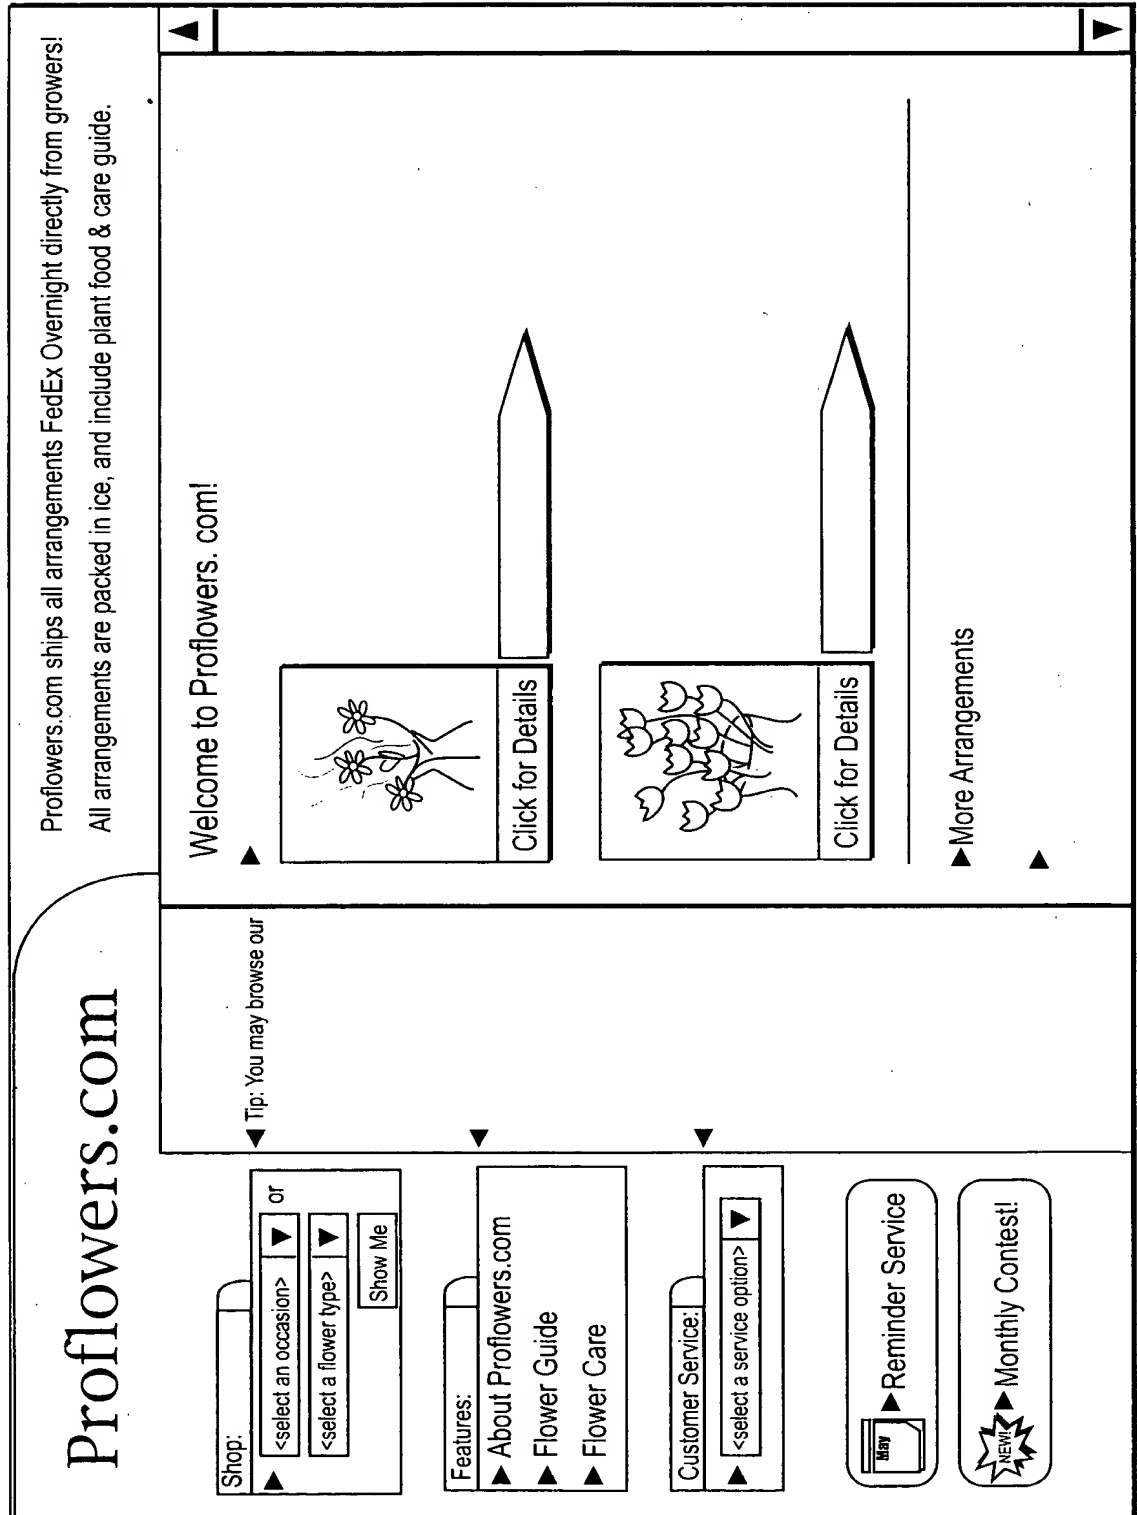 Proflowers.com
Proflowers.com ships all arrangements FedEx Overnight directly from growers!
All arrangements are packed in ice, and include plant food & care guide.
Shop:
<select an occasion> or
<select a flower type>
Show Me
Features:
About Proflowers.com
Flower Guide
Flower Care
Customer Service:
<select a service option>
May
Reminder Service
NEW!
Monthly Contest!
Tip: You may browse our
Welcome to Proflowers. com!
Click for Details
Click for Details
More Arrangements